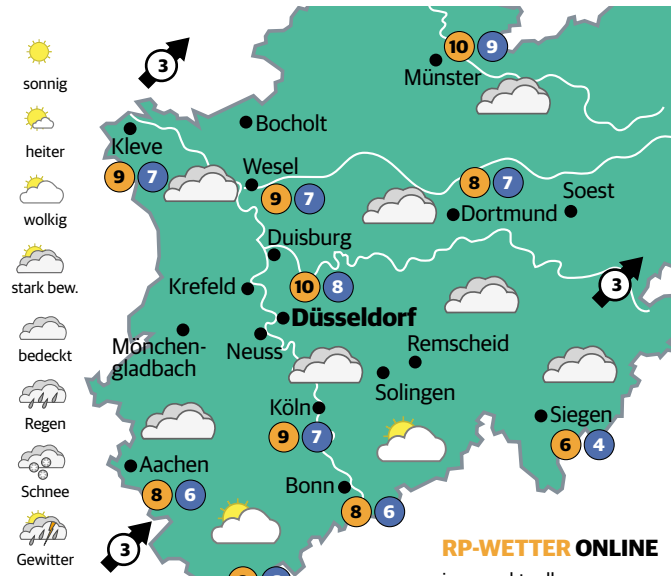 sonnig
heiter
wolkig
stark bew.
bedeckt
Regen
Schnee
Gewitter
3
10 9
Münster
Bocholt
Kleve
9 7
Wesel
9 7
8 7
Dortmund
Soest
Duisburg
10 8
Krefeld
3
Düsseldorf
Mönchen-
gladbach
Neuss
Remscheid
Solingen
Köln
9 7
Siegen
6 4
Aachen
8 6
Bonn
8 6
3
RP-WETTER ONLINE